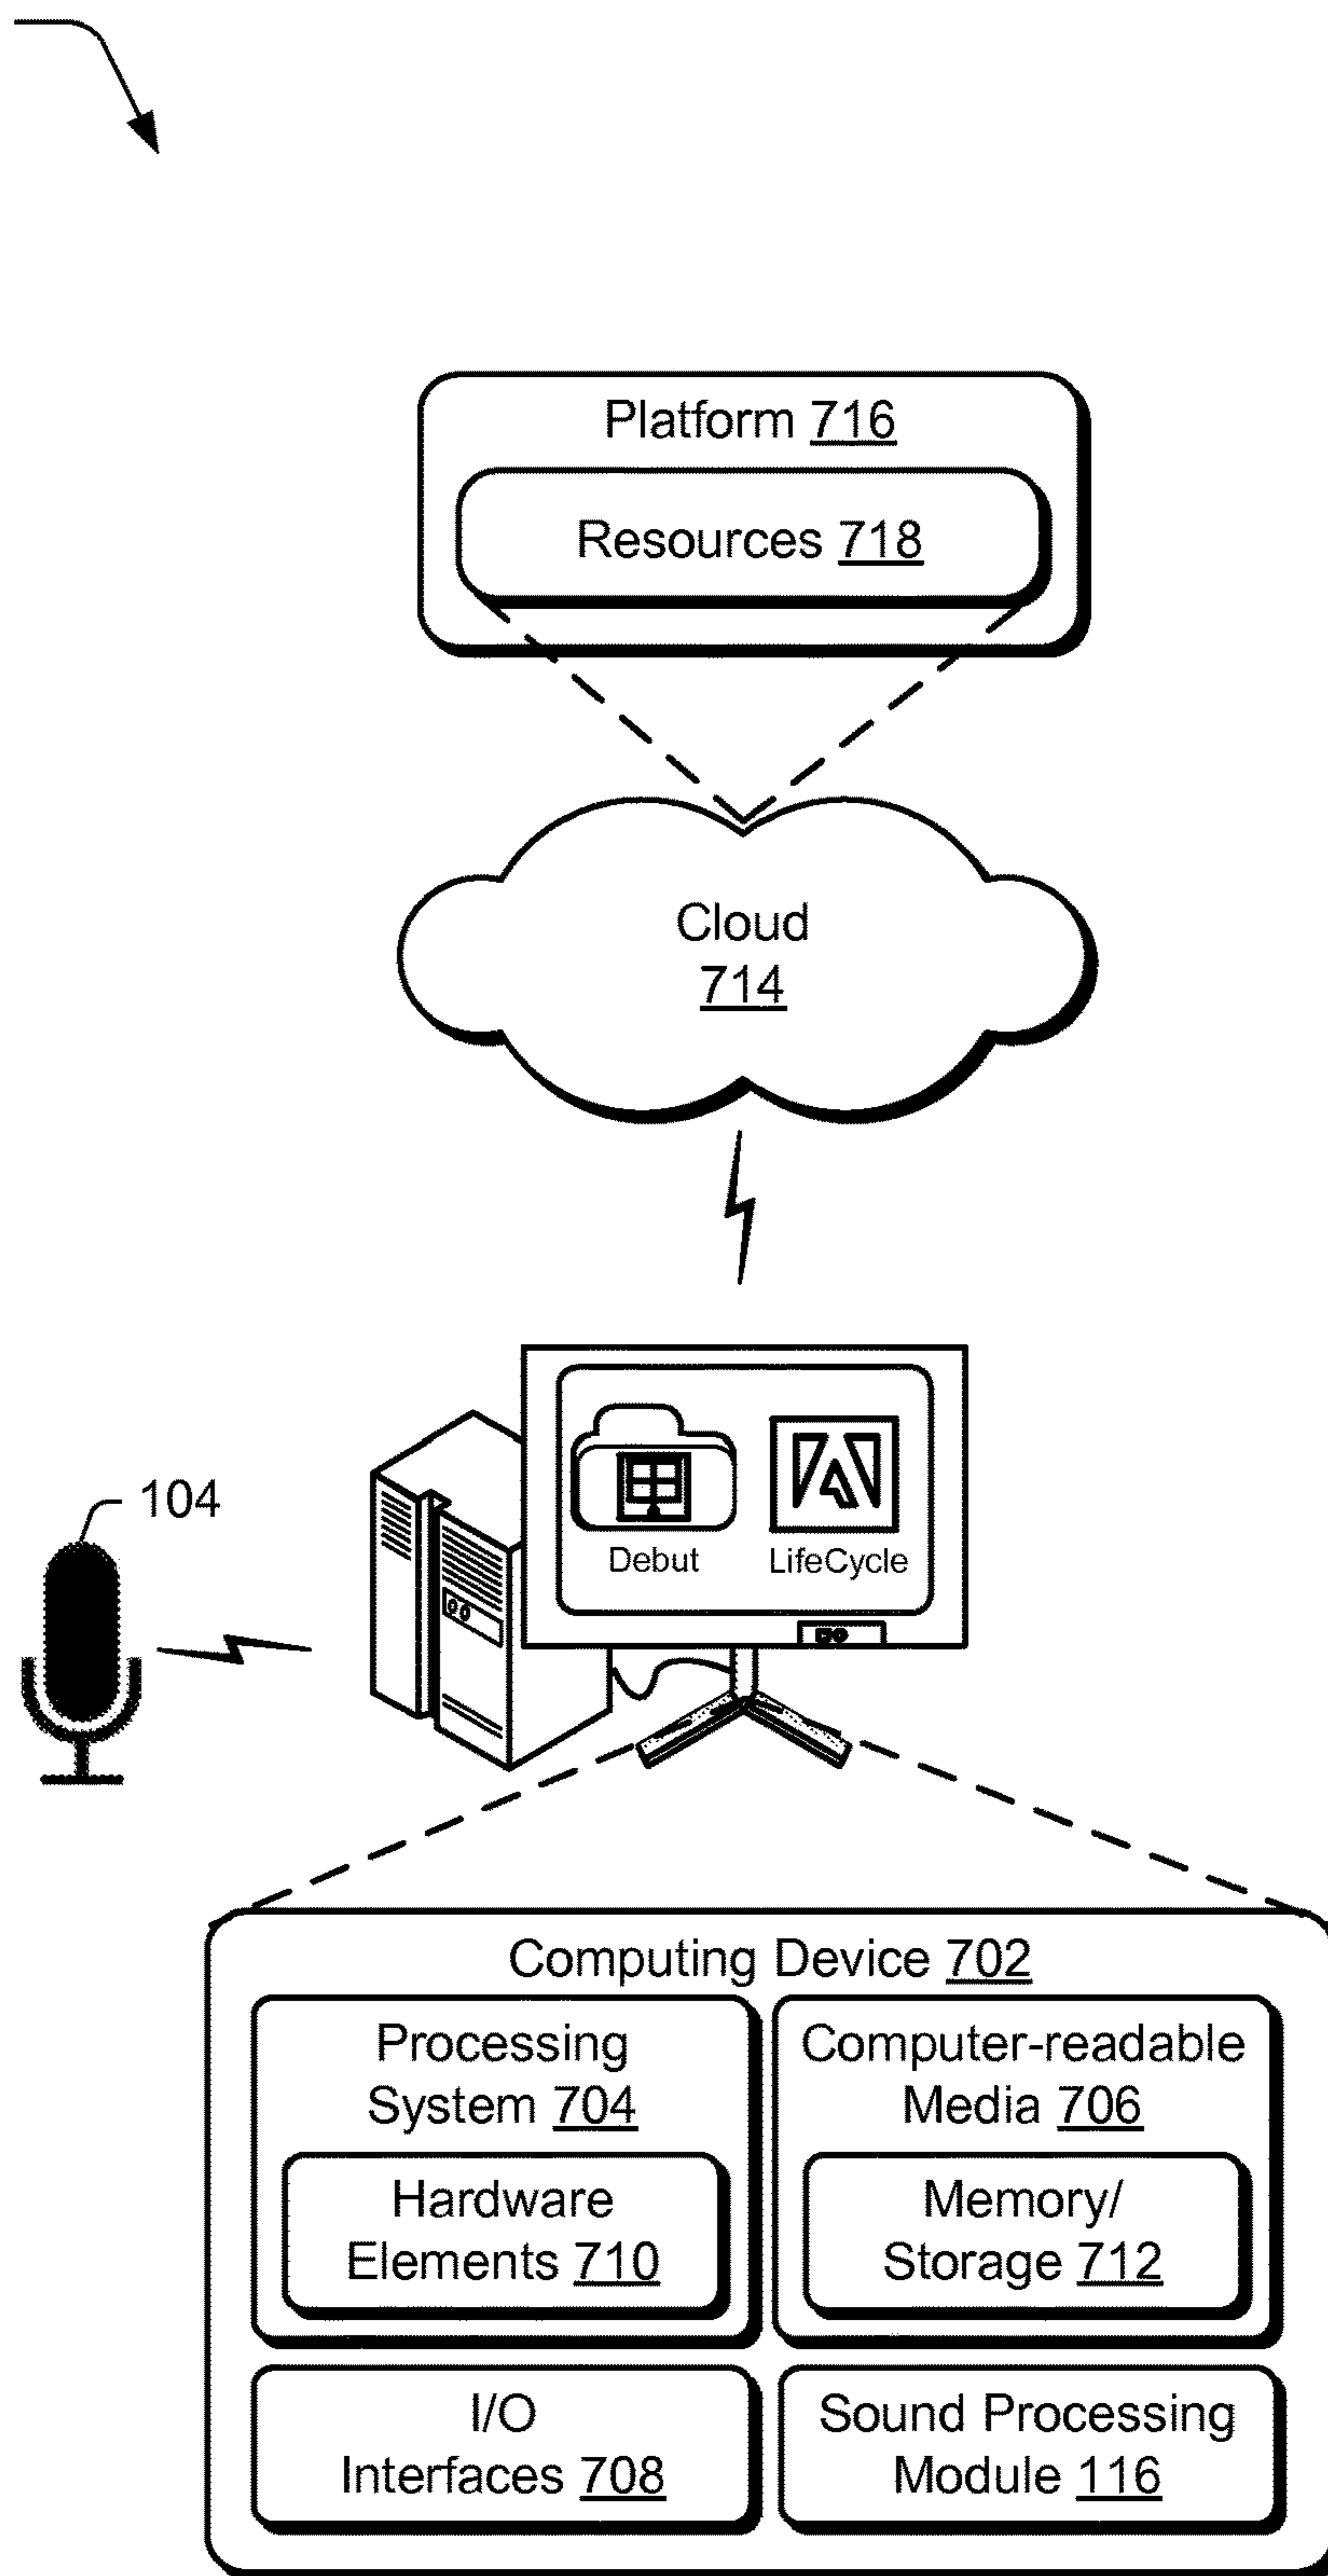 Platform 716
Resources 718
Cloud
714
104
Debut
LifeCycle
Computing Device 702
Processing
System 704
Hardware
Elements 710
Computer-readable
Media 706
Memory/
Storage 712
I/O
Interfaces 708
Sound Processing
Module 116